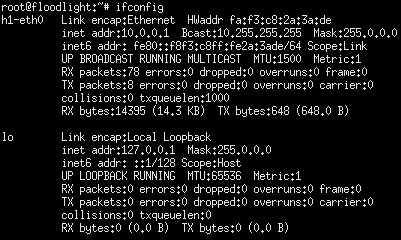 root@floodlight:~# ifconfig
h1-eth0   Link encap:Ethernet  HWaddr fa:f3:c8:2a:3a:de
          inet addr:10.0.0.1  Bcast:10.255.255.255  Mask:255.0.0.0
          inet6 addr: fe80::f8f3:c8ff:fe2a:3ade/64 Scope:Link
          UP BROADCAST RUNNING MULTICAST  MTU:1500  Metric:1
          RX packets:78 errors:0 dropped:0 overruns:0 frame:0
          TX packets:8 errors:0 dropped:0 overruns:0 carrier:0
          collisions:0 txqueuelen:1000
          RX bytes:14395 (14.3 KB)  TX bytes:648 (648.0 B)
lo        Link encap:Local Loopback
          inet addr:127.0.0.1  Mask:255.0.0.0
          inet6 addr: ::1/128 Scope:Host
          UP LOOPBACK RUNNING  MTU:65536  Metric:1
          RX packets:0 errors:0 dropped:0 overruns:0 frame:0
          TX packets:0 errors:0 dropped:0 overruns:0 carrier:0
          collisions:0 txqueuelen:0
          RX bytes:0 (0.0 B)  TX bytes:0 (0.0 B)